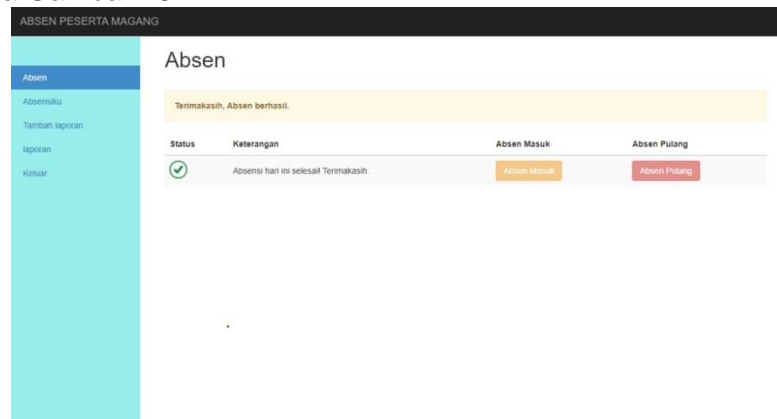 ABSEN PESERTA MAGANG
Absen
Absen
Absensiku
Tambah laporan
laporan
Keluar
Terimakasih, Absen berhasil.
Status Keterangan Absen Masuk Absen Pulang
Absensi hari ini selesai! Terimakasih. Absen Masuk Absen Pulang